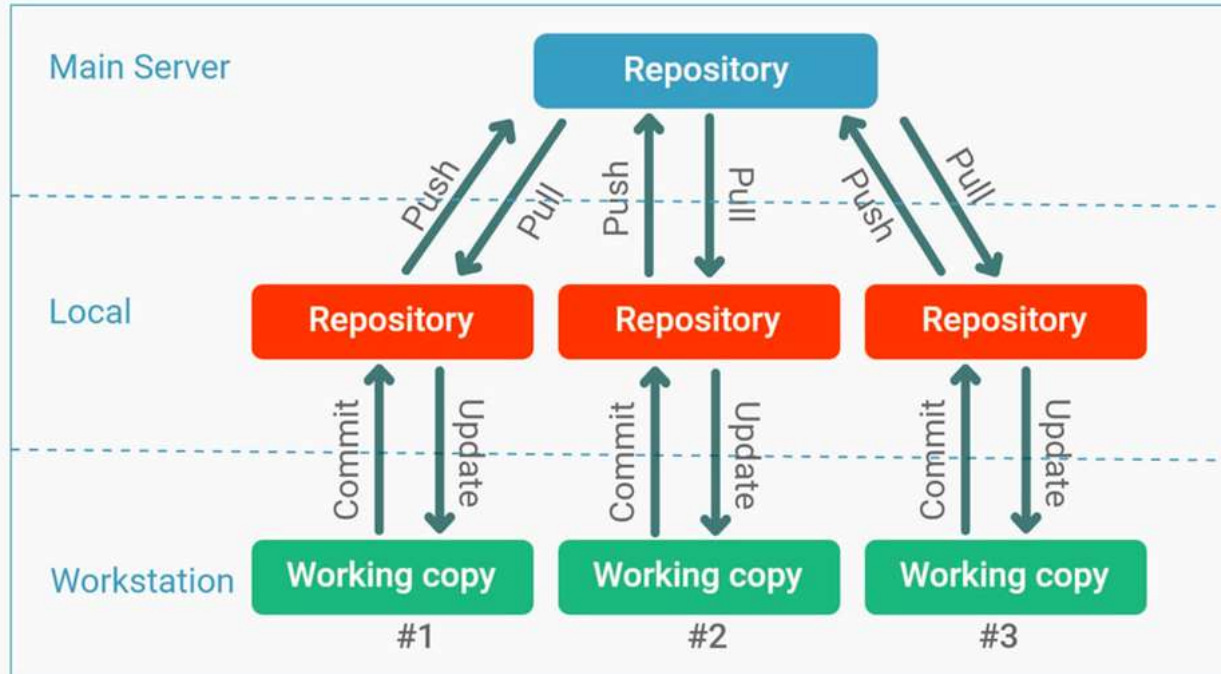 Main Server
Repository
Push
Pull
Push
Pull
Push
Pull
Local
Repository
Repository
Repository
Commit
Update
Commit
Update
Commit
Update
Workstation
Working copy
Working copy
Working copy
#1
#2
#3